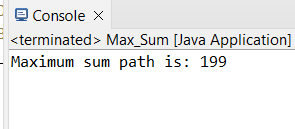 Console
<terminated> Max_Sum [Java Application]
Maximum sum path is: 199